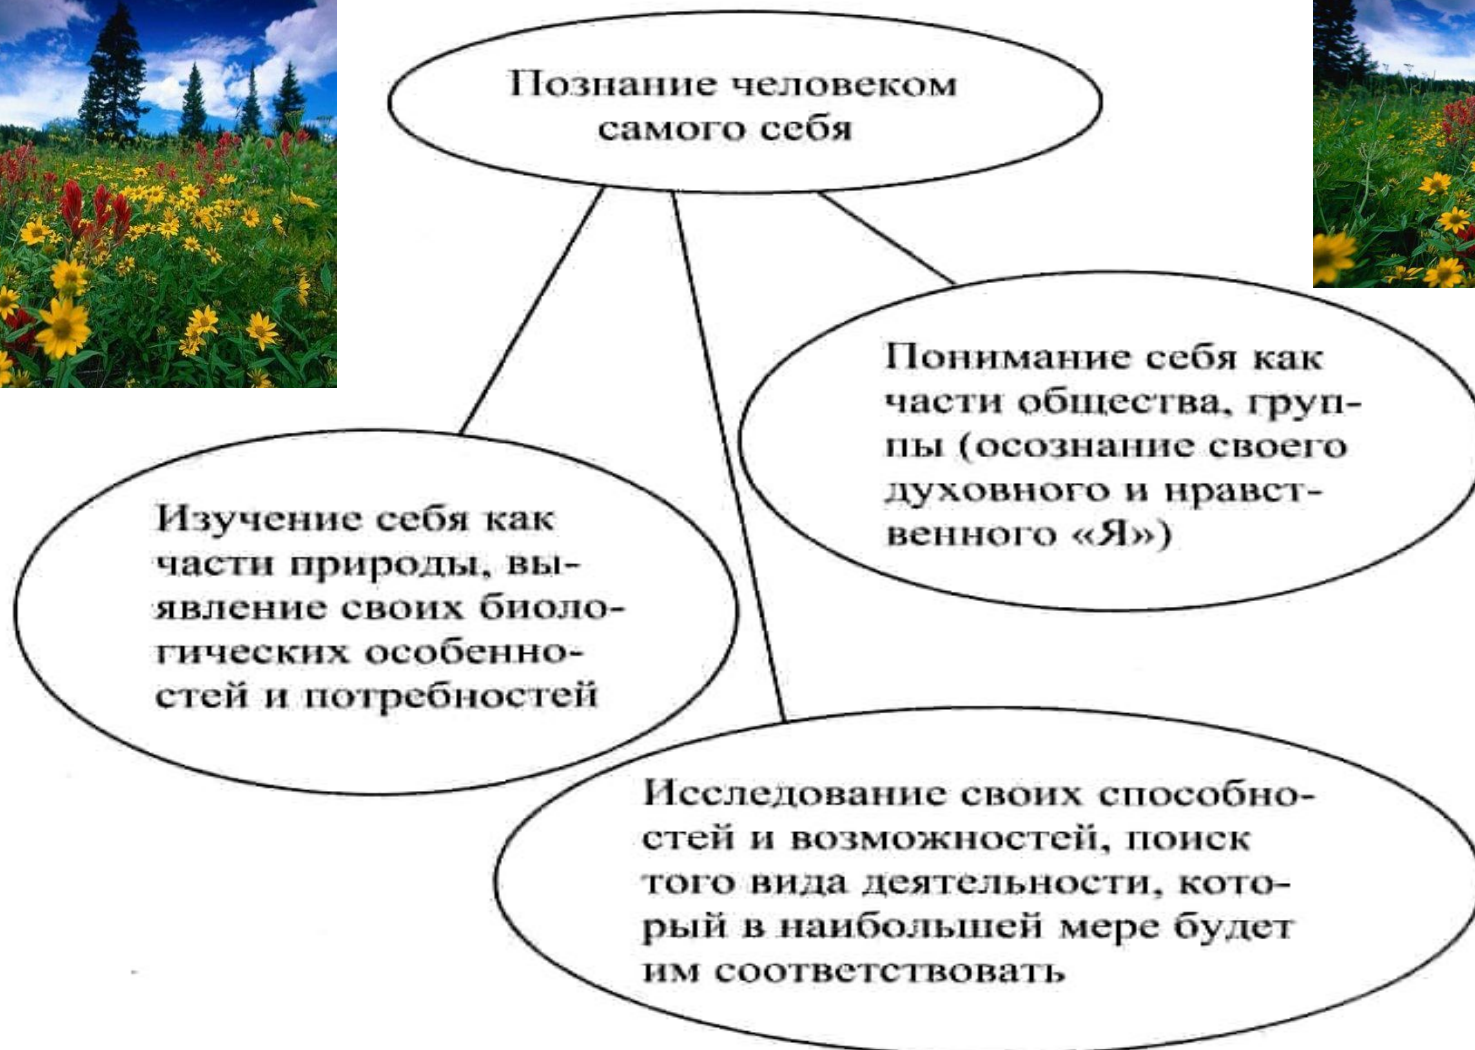 Познание человеком
самого себя
Понимание себя как
части общества, груп-
пы (осознание своего
духовного и нравст-
венного «Я»)
Изучение себя как
части природы, вы-
явление своих биоло-
гических особенно-
стей и потребностей
Исследование своих способно-
стей и возможностей, поиск
того вида деятельности, кото-
рый в наибольшей мере будет
им соответствовать